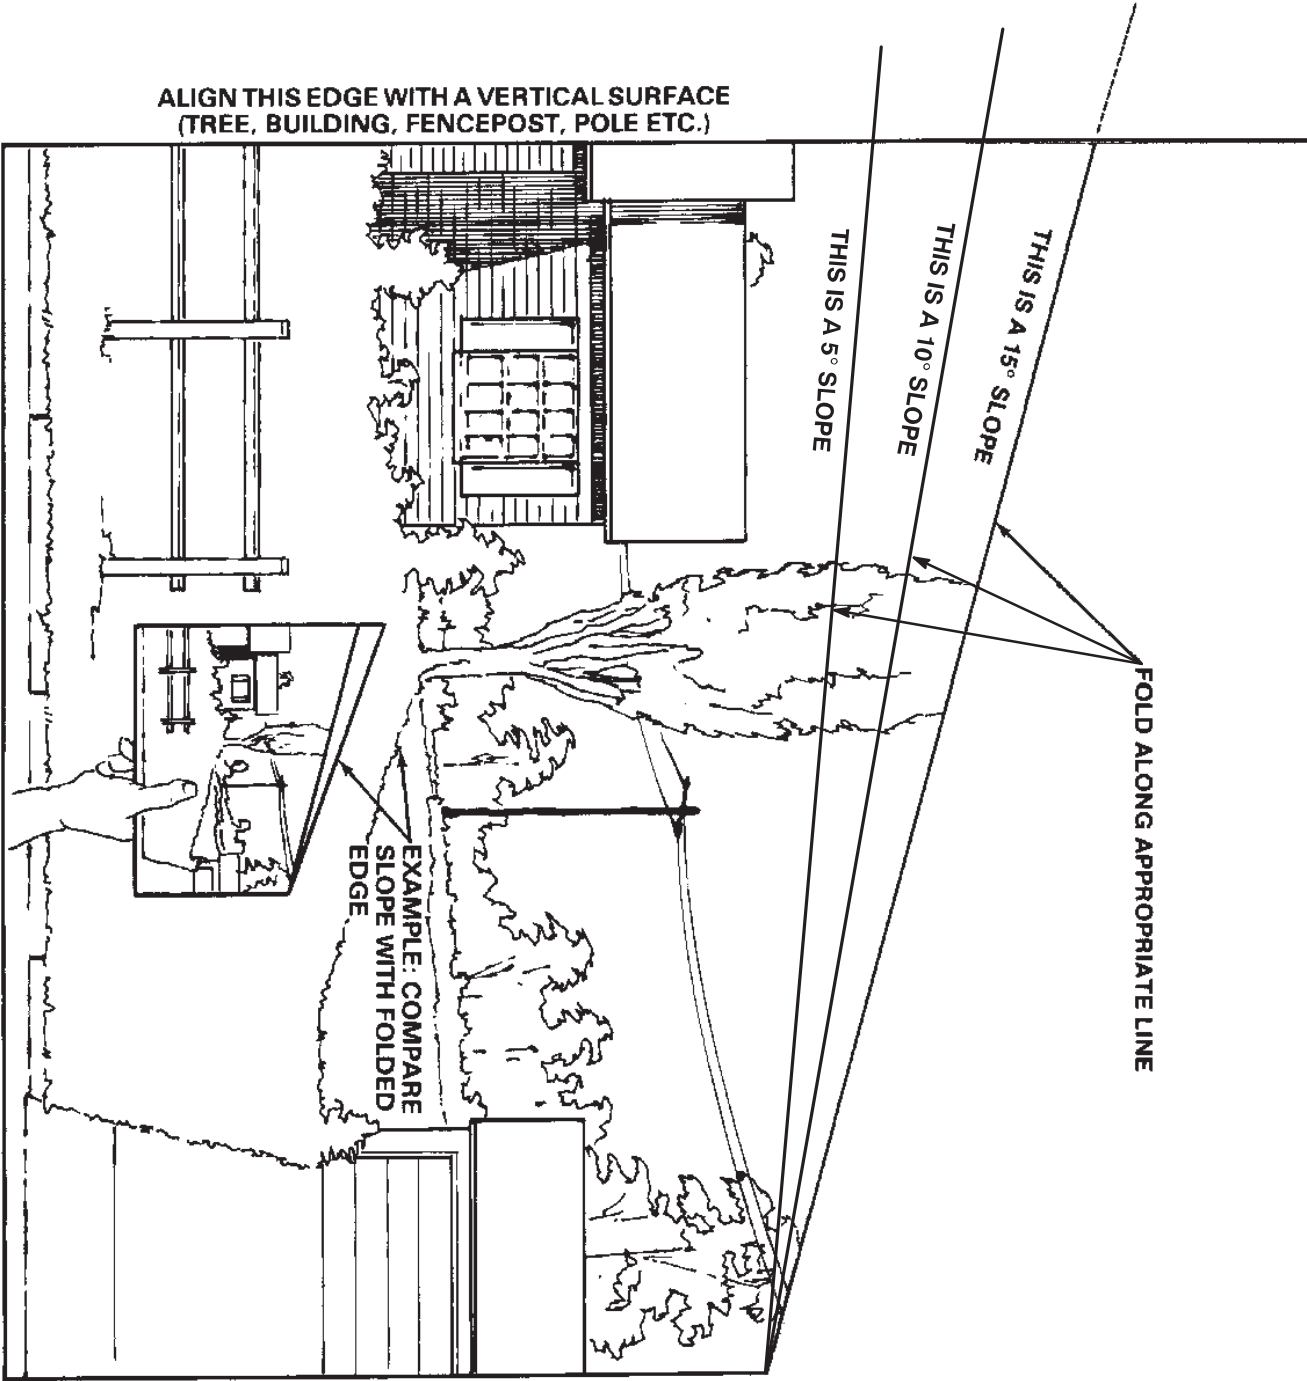 ALIGN THIS EDGE WITH A VERTICAL SURFACE
(TREE, BUILDING, FENCEPOST, POLE ETC.)
THIS IS A 5° SLOPE
THIS IS A 10° SLOPE
THIS IS A 15° SLOPE
FOLD ALONG APPROPRIATE LINE
EXAMPLE: COMPARE
SLOPE WITH FOLDED
EDGE